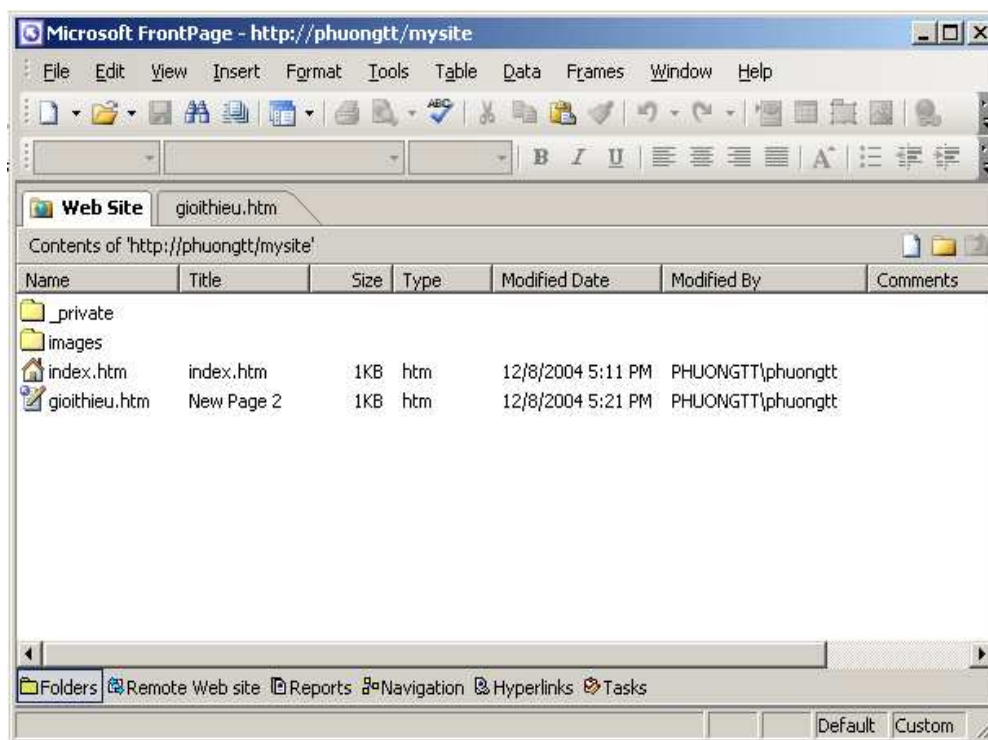 Microsoft FrontPage - http://phuongtt/mysite
File Edit View Insert Format Tools Table Data Frames Window Help
ABC
B I U A
Web Site gioithieu.htm
Contents of 'http://phuongtt/mysite'
Name Title Size Type Modified Date Modified By Comments
_private
images
index.htm index.htm 1KB htm 12/8/2004 5:11 PM PHUONGTT\phuongtt
gioithieu.htm New Page 2 1KB htm 12/8/2004 5:21 PM PHUONGTT\phuongtt
Folders Remote Web site Reports Navigation Hyperlinks Tasks
Default Custom